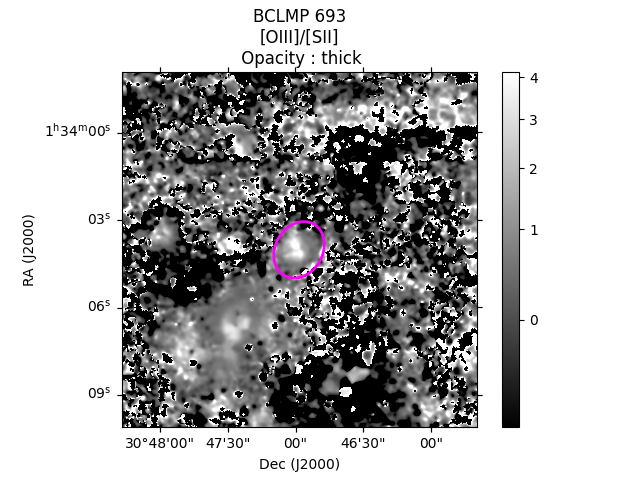 BCLMP 693
[OIII]/[SII]
Opacity : thick
1ʰ34ᵐ00ˢ
03ˢ
06ˢ
09ˢ
RA (J2000)
30°48'00" 47'30" 00" 46'30" 00"
Dec (J2000)
4
3
2
1
0